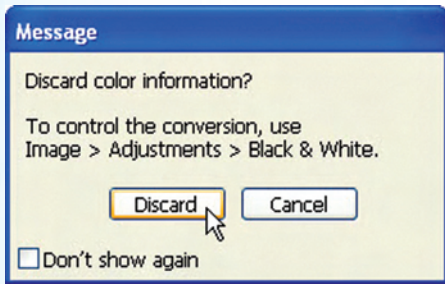 Message
Discard color information?
To control the conversion, use
Image > Adjustments > Black & White.
Discard
Cancel
Don't show again